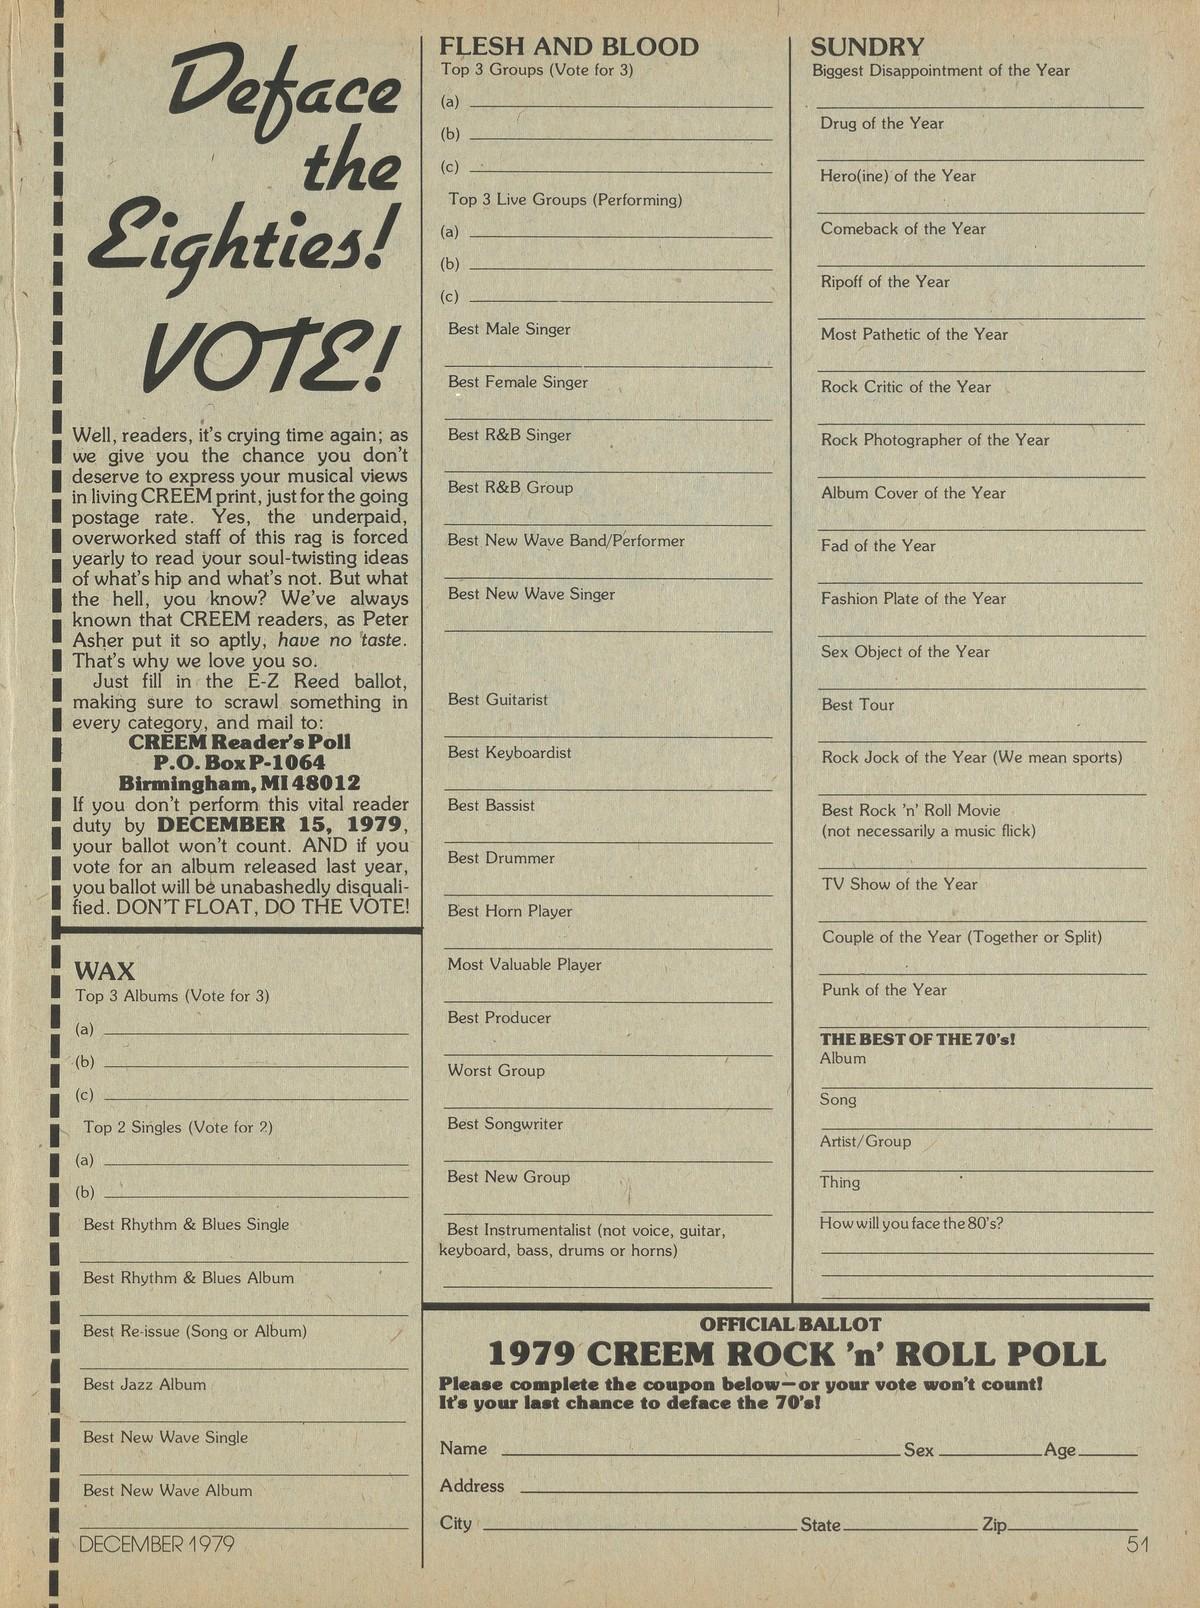 Deface
the
Eighties!
VOTE!
Well, readers, it's crying time again; as
we give you the chance you don't
deserve to express your musical views
in living CREEM print, just for the going
postage rate. Yes, the underpaid,
overworked staff of this rag is forced
yearly to read your soul-twisting ideas
of what's hip and what's not. But what
the hell, you know? We've always
known that CREEM readers, as Peter
Asher put it so aptly, have no taste.
That's why we love you so.
Just fill in the E-Z Reed ballot,
making sure to scrawl something in
every category, and mail to:
CREEM Reader's Poll
P.O. Box P-1064
Birmingham, MI 48012
If you don't perform this vital reader
duty by DECEMBER 15, 1979,
your ballot won't count. AND if you
vote for an album released last year,
you ballot will be unabashedly disquali-
fied. DON'T FLOAT, DO THE VOTE!
WAX
Top 3 Albums (Vote for 3)
(a)
(b)
(c)
Top 2 Singles (Vote for 2)
(a)
(b)
Best Rhythm & Blues Single
Best Rhythm & Blues Album
Best Re-issue (Song or Album)
Best Jazz Album
Best New Wave Single
Best New Wave Album
DECEMBER 1979
FLESH AND BLOOD
Top 3 Groups (Vote for 3)
(a)
(b)
(c)
Top 3 Live Groups (Performing)
(a)
(b)
(c)
Best Male Singer
Best Female Singer
Best R&B Singer
Best R&B Group
Best New Wave Band/Performer
Best New Wave Singer
Best Guitarist
Best Keyboardist
Best Bassist
Best Drummer
Best Horn Player
Most Valuable Player
Best Producer
Worst Group
Best Songwriter
Best New Group
Best Instrumentalist (not voice, guitar,
keyboard, bass, drums or horns)
SUNDRY
Biggest Disappointment of the Year
Drug of the Year
Hero(ine) of the Year
Comeback of the Year
Ripoff of the Year
Most Pathetic of the Year
Rock Critic of the Year
Rock Photographer of the Year
Album Cover of the Year
Fad of the Year
Fashion Plate of the Year
Sex Object of the Year
Best Tour
Rock Jock of the Year (We mean sports)
Best Rock 'n' Roll Movie
(not necessarily a music flick)
TV Show of the Year
Couple of the Year (Together or Split)
Punk of the Year
THE BEST OF THE 70's!
Album
Song
Artist/Group
Thing
How will you face the 80's?
OFFICIAL BALLOT
1979 CREEM ROCK 'n' ROLL POLL
Please complete the coupon below—or your vote won't count!
It's your last chance to deface the 70's!
Name Sex Age
Address
City State Zip
51